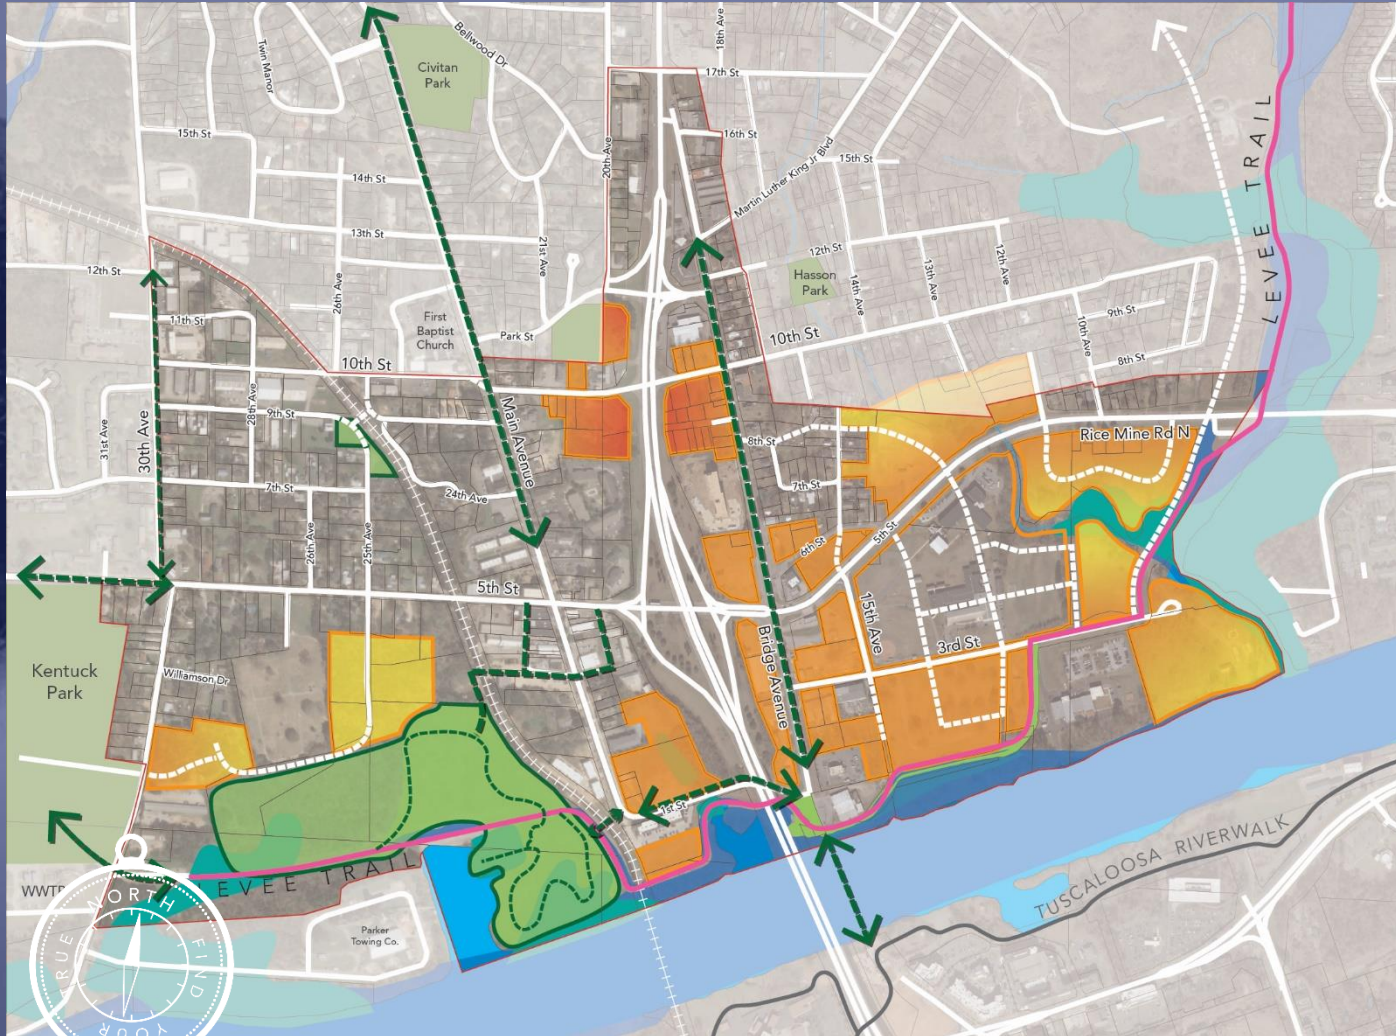 Bellwood Dr
18th Ave
Twin Manor
Civitan
Park
17th St
15th St
20th Ave
16th St
Martin Luther King Jr Blvd
15th St
14th St
LEVEE TRAIL
13th St
21st Ave
12th St
12th Ave
12th St
13th Ave
14th Ave
26th Ave
Hasson
Park
11th St
First
Baptist
Church
Park St
10th St
10th Ave
9th St
8th St
10th St
30th Ave
31st Ave
28th Ave
9th St
Main Avenue
8th St
Rice Mine Rd N
7th St
24th Ave
7th St
26th Ave
25th Ave
6th St
5th St
5th St
15th Ave
Bridge Avenue
3rd St
Kentuck
Park
Williamson Dr
1st St
TUSCALOOSA RIVERWALK
WWTP
LEVEE TRAIL
Parker
Towing Co.
TRUE NORTH FIND YOUR